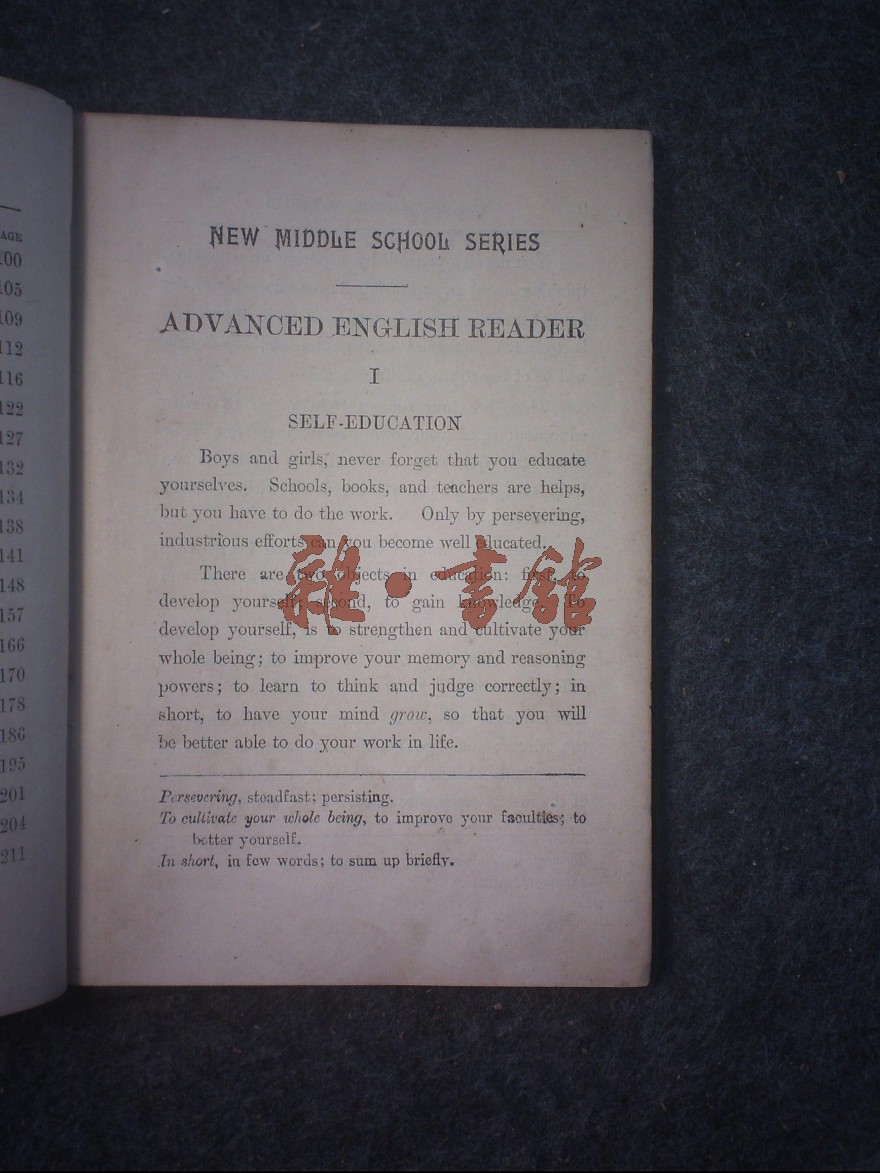 AGE
100
105
109
112
116
122
127
132
134
138
141
148
157
166
170
178
186
195
201
204
211
NEW MIDDLE SCHOOL SERIES
ADVANCED ENGLISH READER
I
SELF-EDUCATION
Boys and girls, never forget that you educate
yourselves. Schools, books, and teachers are helps,
but you have to do the work. Only by persevering,
industrious efforts can you become well educated.
There are two objects in education: first, to
develop yourself; second, to gain knowledge. To
develop yourself, is to strengthen and cultivate your
whole being; to improve your memory and reasoning
powers; to learn to think and judge correctly; in
short, to have your mind grow, so that you will
be better able to do your work in life.
Persevering, steadfast; persisting.
To cultivate your whole being, to improve your faculties; to
better yourself.
In short, in few words; to sum up briefly.
雜·書館